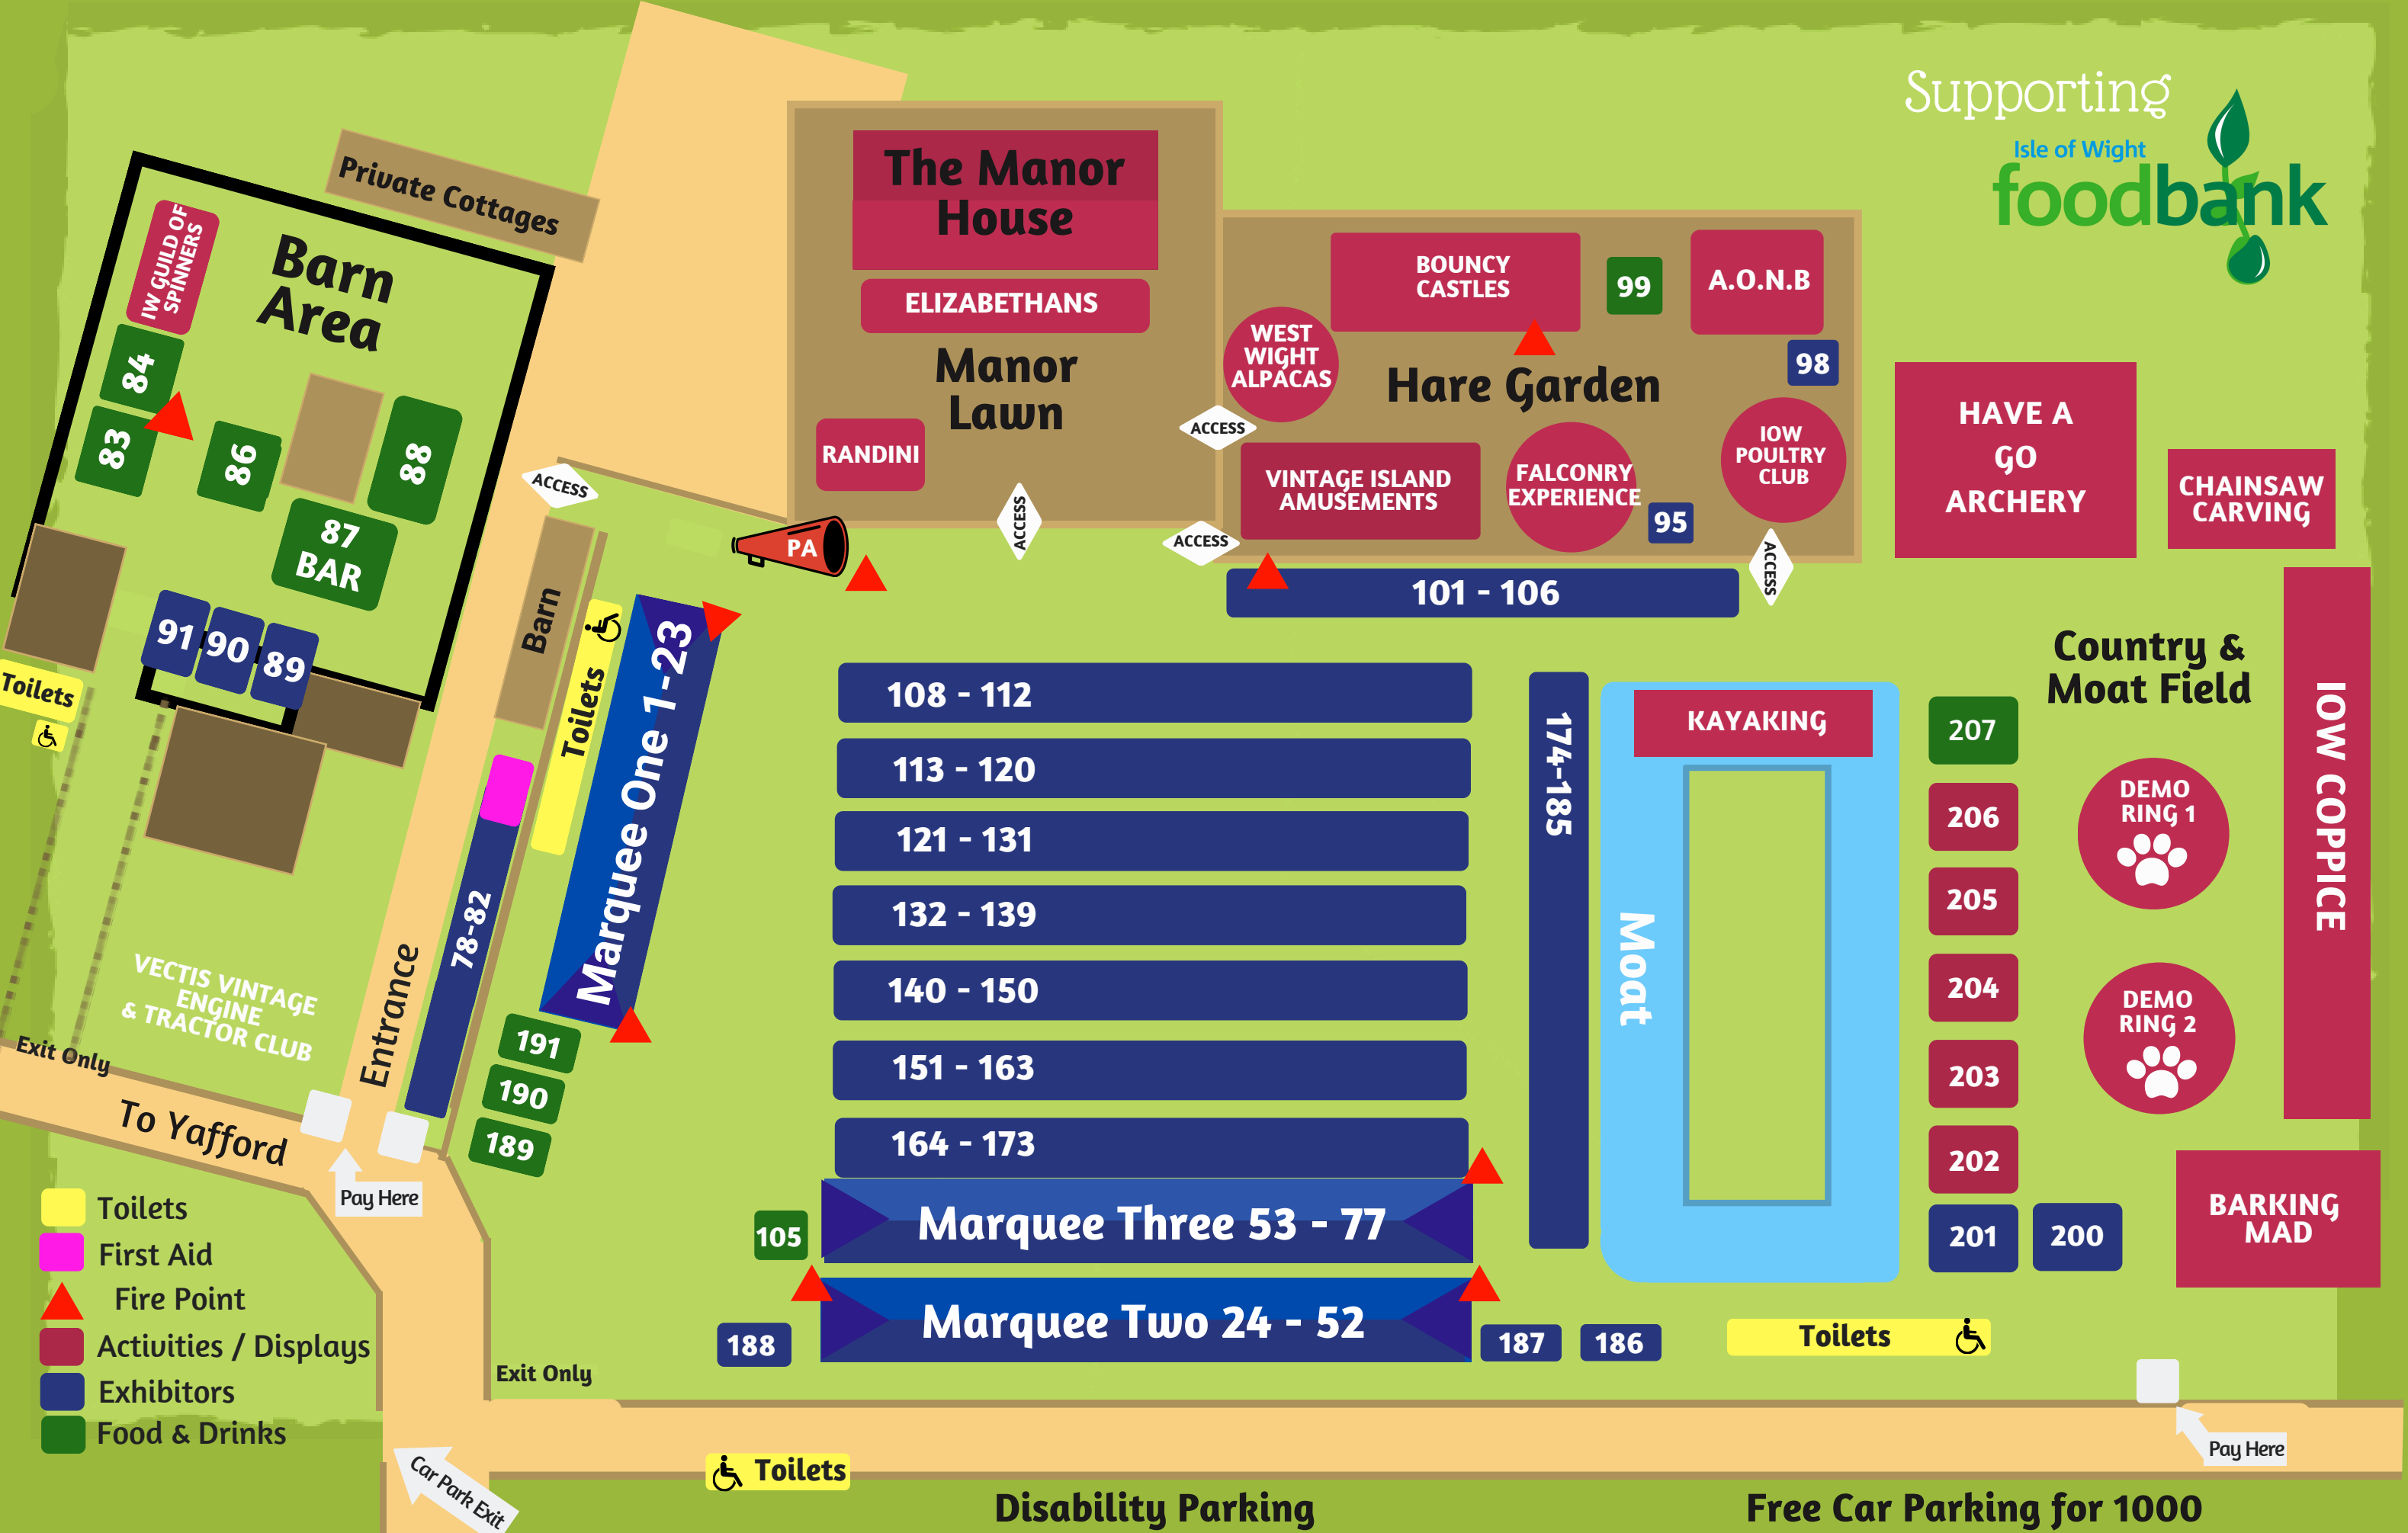 Supporting
Isle of Wight
foodbank
Private Cottages
Barn
Area
IW GUILD OF
SPINNERS
84
83
86
88
87
BAR
91
90
89
Toilets
The Manor
House
ELIZABETHANS
Manor
Lawn
RANDINI
ACCESS
PA
ACCESS
ACCESS
ACCESS
BOUNCY
CASTLES
99
A.O.N.B
WEST
WIGHT
ALPACAS
98
Hare Garden
VINTAGE ISLAND
AMUSEMENTS
FALCONRY
EXPERIENCE
95
IOW
POULTRY
CLUB
ACCESS
101 - 106
HAVE A
GO
ARCHERY
CHAINSAW
CARVING
Country &
Moat Field
IOW COPPICE
Barn
Toilets
Marquee One 1-23
78-82
Entrance
VECTIS VINTAGE
ENGINE
& TRACTOR CLUB
Exit Only
To Yafford
Pay Here
191
190
189
108 - 112
113 - 120
121 - 131
132 - 139
140 - 150
151 - 163
164 - 173
174-185
KAYAKING
Moat
207
206
205
204
203
202
201
200
DEMO
RING 1
DEMO
RING 2
BARKING
MAD
105
Marquee Three 53 - 77
Marquee Two 24 - 52
188
187
186
Toilets
Toilets
First Aid
Fire Point
Activities / Displays
Exhibitors
Food & Drinks
Exit Only
Car Park Exit
Toilets
Pay Here
Disability Parking
Free Car Parking for 1000